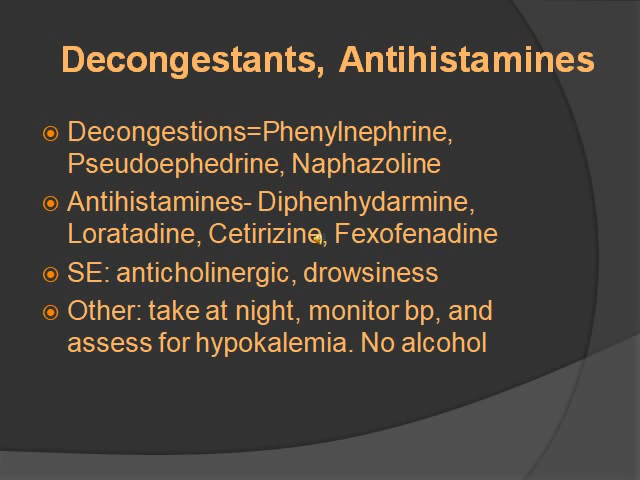 Decongestants, Antihistamines
Decongestions=Phenylnephrine,
Pseudoephedrine, Naphazoline
Antihistamines- Diphenhydarmine,
Loratadine, Cetirizine, Fexofenadine
SE: anticholinergic, drowsiness
Other: take at night, monitor bp, and
assess for hypokalemia. No alcohol